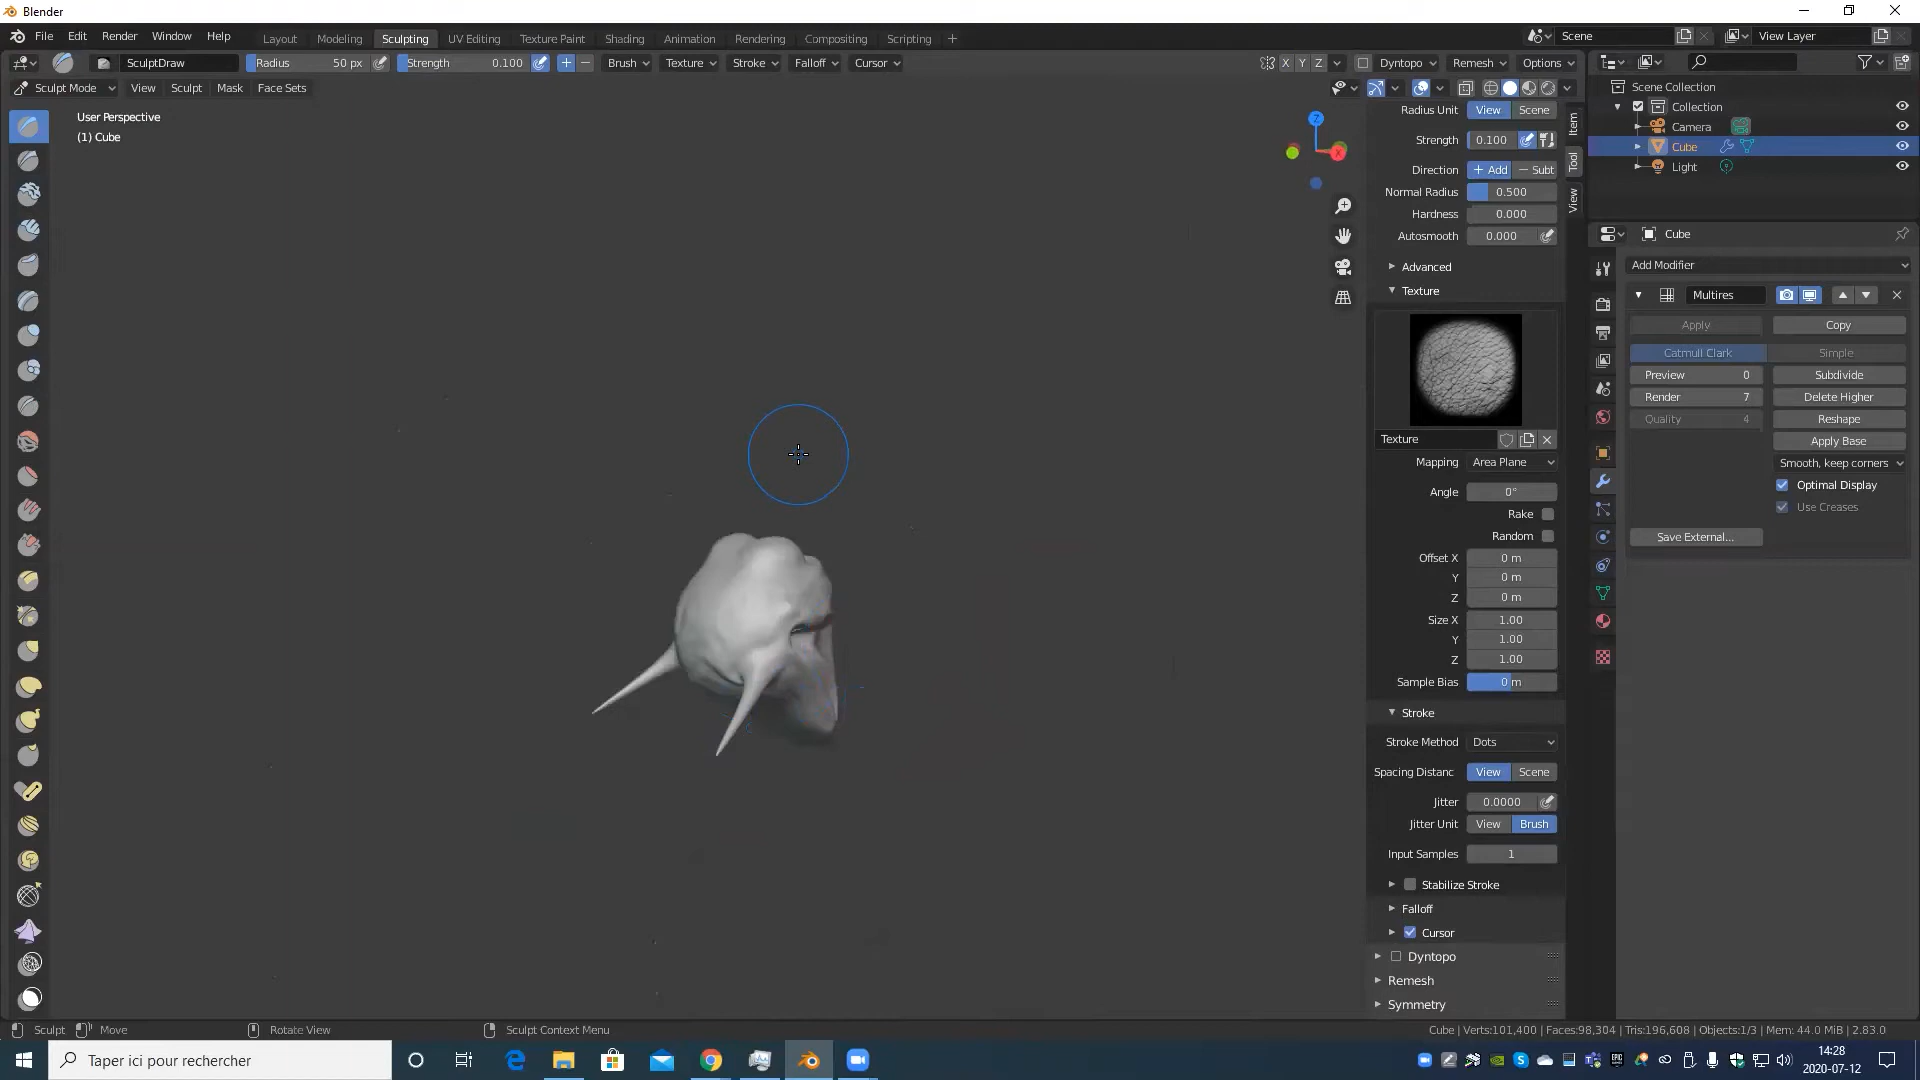 Blender
File Edit Render Window Help Layout Modeling Sculpting UV Editing Texture Paint Shading Animation Rendering Compositing Scripting + Scene View Layer
SculptDraw Radius 50 px Strength 0.100 + − Brush Texture Stroke Falloff Cursor X Y Z Dyntopo Remesh Options
Sculpt Mode View Sculpt Mask Face Sets
User Perspective
(1) Cube
Z
X
Radius Unit View Scene
Strength 0.100
Direction + Add − Subt
Normal Radius 0.500
Hardness 0.000
Autosmooth 0.000
Advanced
Texture
Texture
Mapping Area Plane
Angle 0°
Rake
Random
Offset X 0 m
Y 0 m
Z 0 m
Size X 1.00
Y 1.00
Z 1.00
Sample Bias 0 m
Stroke
Stroke Method Dots
Spacing Distanc View Scene
Jitter 0.0000
Jitter Unit View Brush
Input Samples 1
Stabilize Stroke
Falloff
Cursor
Dyntopo
Remesh
Symmetry
Item
Tool
View
Scene Collection
Collection
Camera
Cube
Light
Cube
Add Modifier
Multires
Apply Copy
Catmull Clark Simple
Preview 0 Subdivide
Render 7 Delete Higher
Quality 4 Reshape
Apply Base
Smooth, keep corners
Optimal Display
Use Creases
Save External...
Sculpt Move Rotate View Sculpt Context Menu Cube | Verts:101,400 | Faces:98,304 | Tris:196,608 | Objects:1/3 | Mem: 44.0 MiB | 2.83.0
Taper ici pour rechercher
14:28
2020-07-12